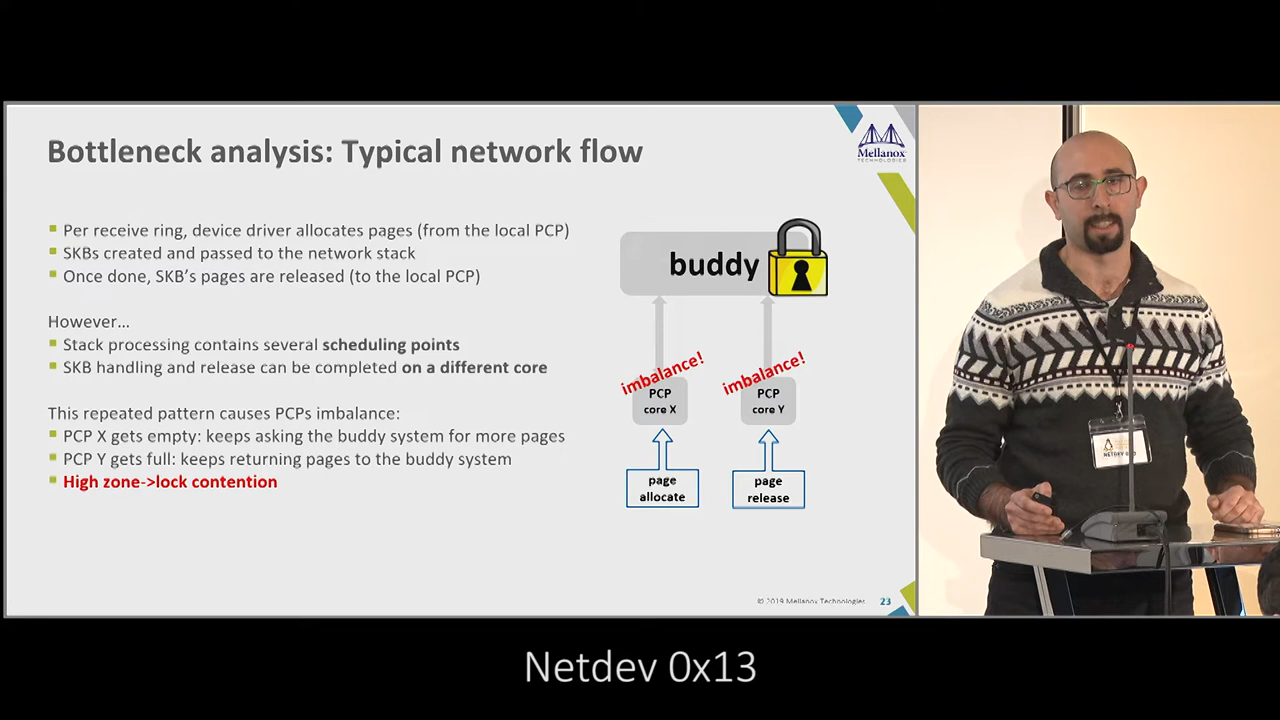 Bottleneck analysis: Typical network flow
Mellanox
TECHNOLOGIES
Per receive ring, device driver allocates pages (from the local PCP)
SKBs created and passed to the network stack
Once done, SKB's pages are released (to the local PCP)
However…
Stack processing contains several scheduling points
SKB handling and release can be completed on a different core
This repeated pattern causes PCPs imbalance:
PCP X gets empty: keeps asking the buddy system for more pages
PCP Y gets full: keeps returning pages to the buddy system
High zone->lock contention
buddy
imbalance!
imbalance!
PCP
core X
PCP
core Y
page
allocate
page
release
© 2019 Mellanox Technologies
23
Netdev 0x13